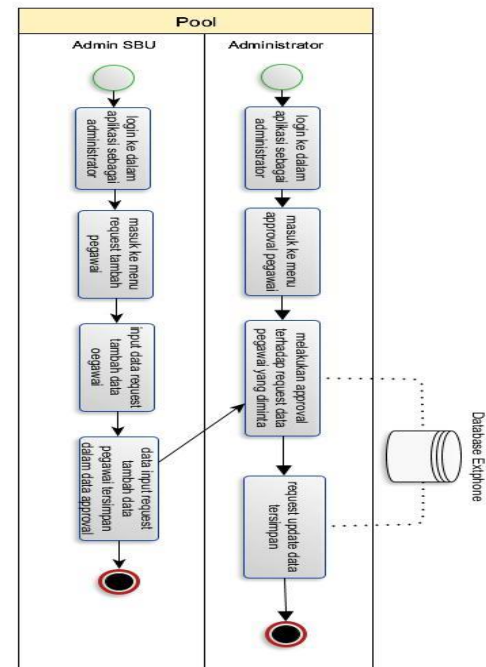 Pool
Admin SBU
Administrator
login ke dalam
aplikasi sebagai
administrator
masuk ke menu
request tambah
pegawai
input data request
tambah data
oegawai
data input request
tambah data
pegawai tersimpan
dalam data approval
login ke dalam
aplikasi sebagai
administrator
masuk ke menu
approval pegawai
melakukan approval
terhadap request data
pegawai yang diminta
request update data
tersimpan
Database Extphone